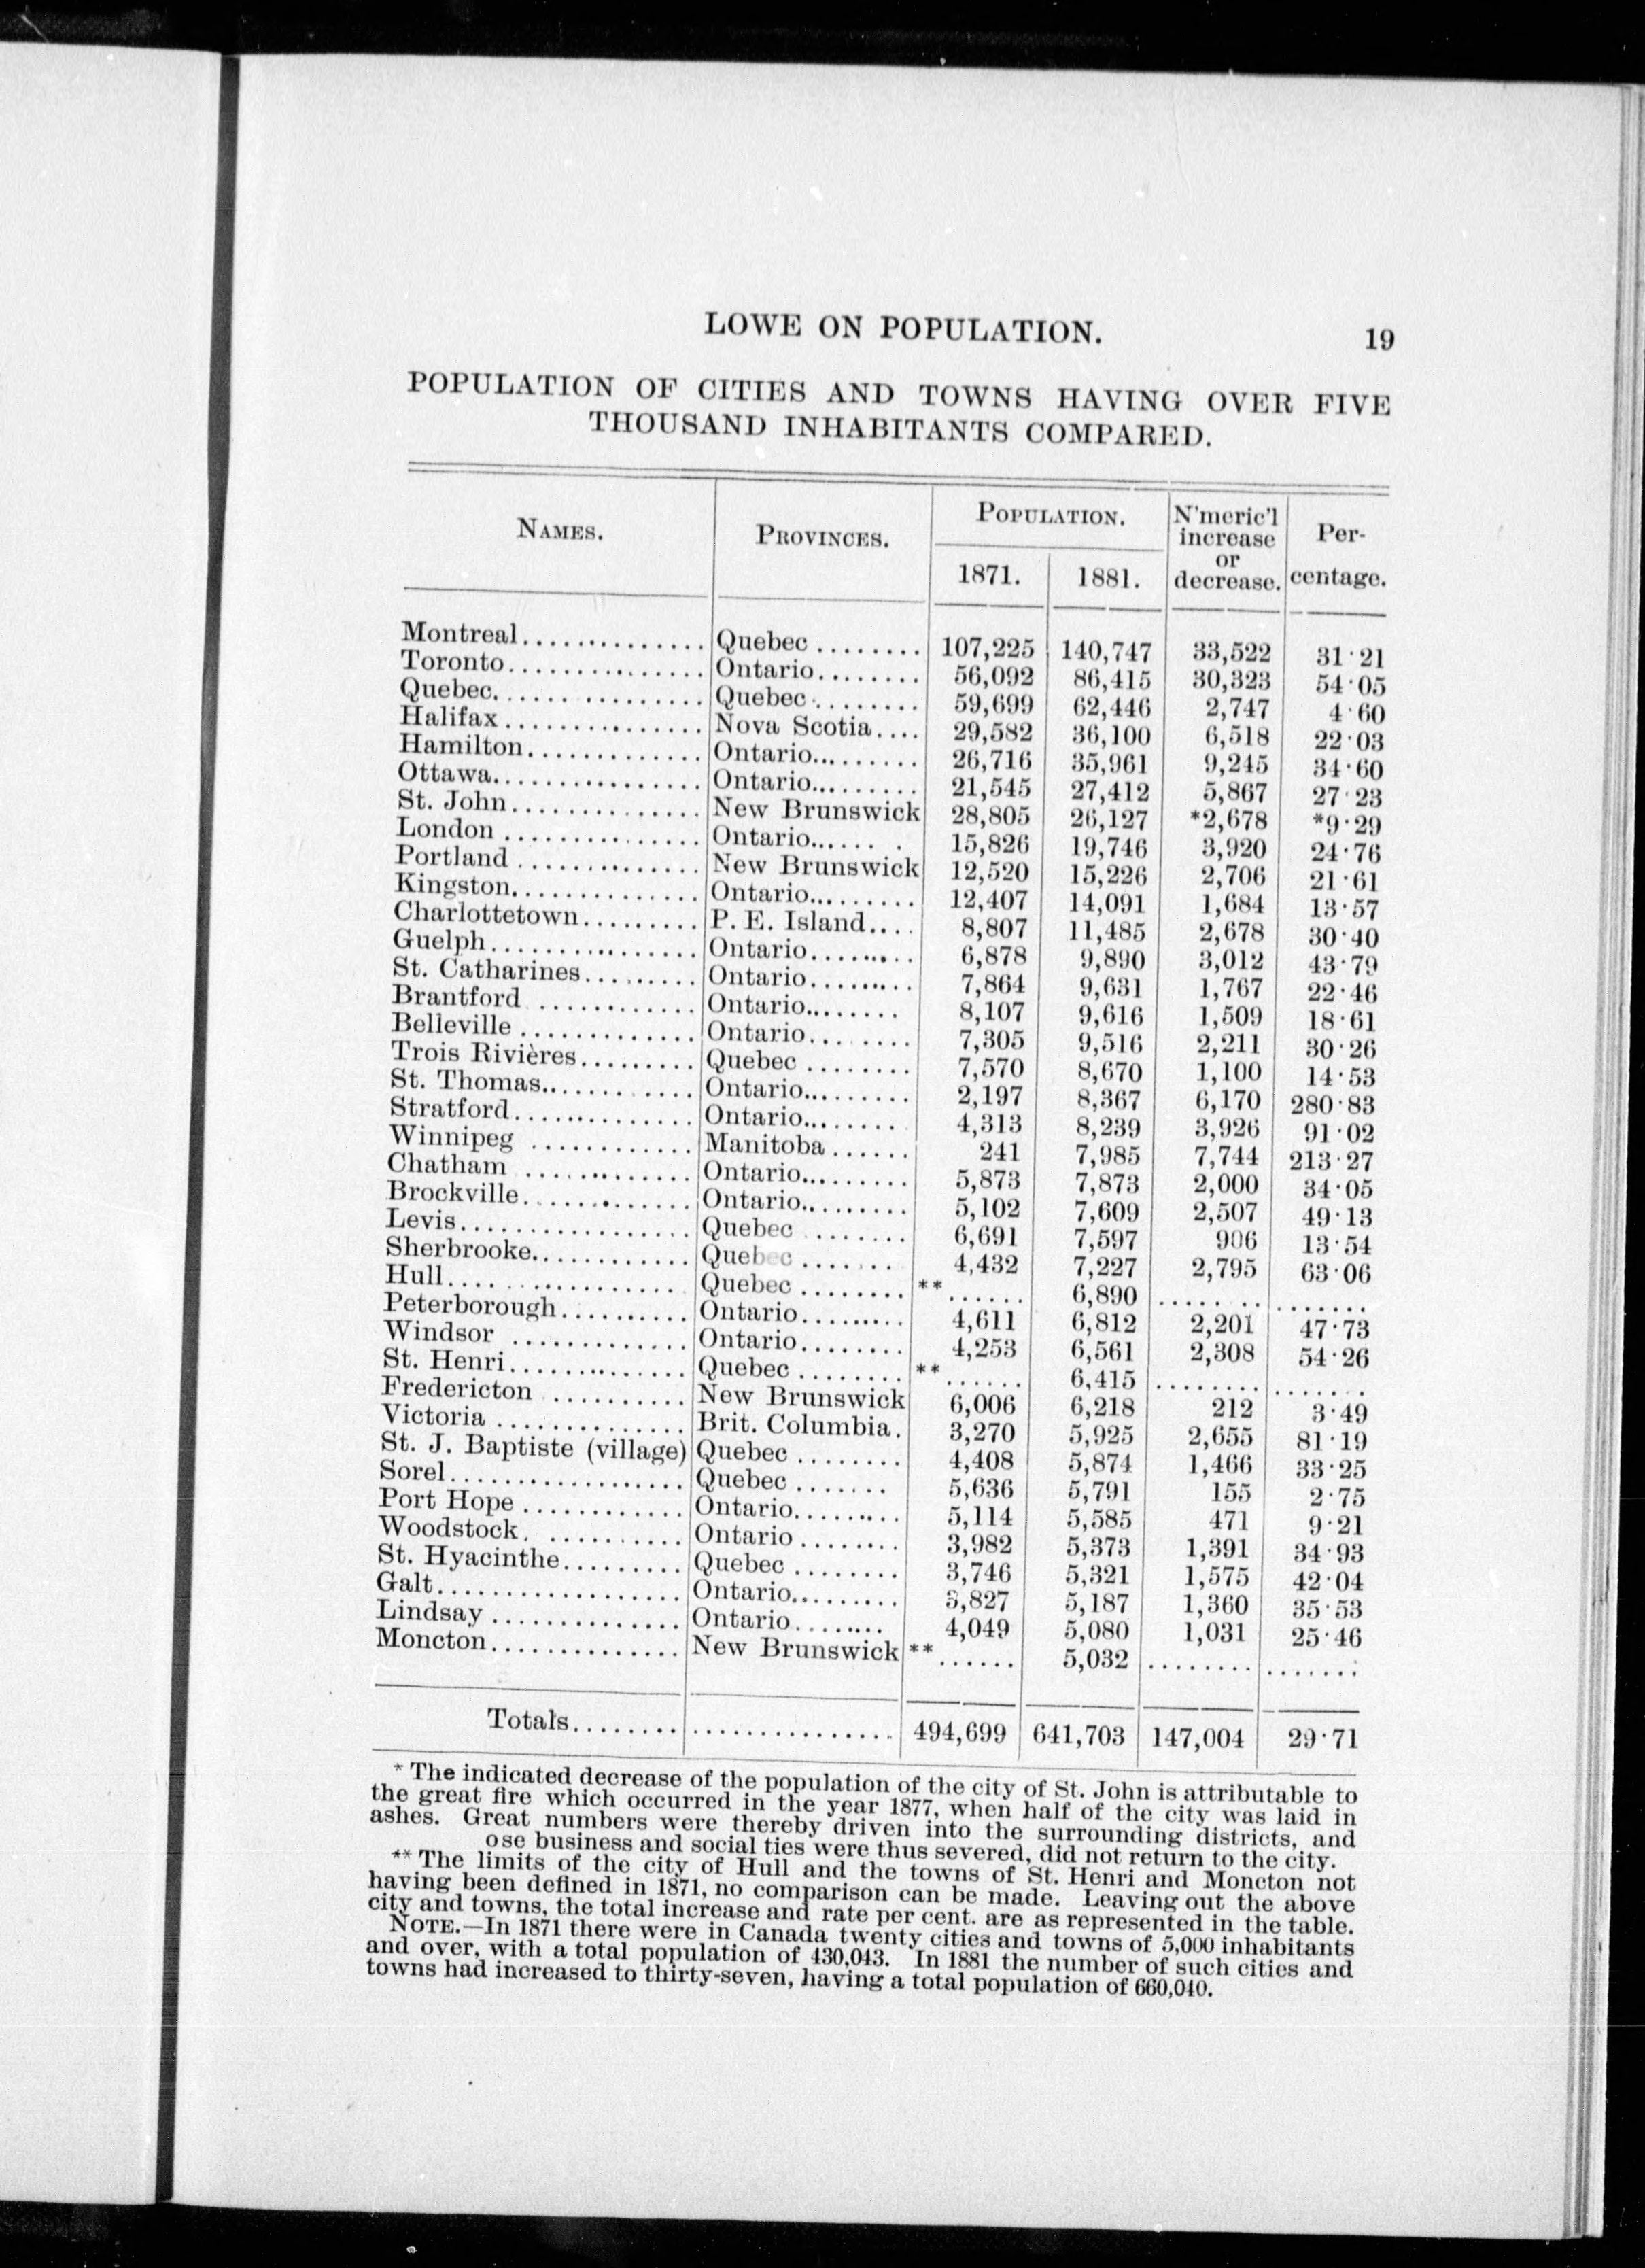 LOWE ON POPULATION. 19
POPULATION OF CITIES AND TOWNS HAVING OVER FIVE
THOUSAND INHABITANTS COMPARED.
NAMES. PROVINCES. POPULATION. N'meric'l increase or decrease. Per-centage.
1871. 1881.
Montreal............... Quebec ........ 107,225 140,747 33,522 31·21
Toronto................ Ontario........ 56,092 86,415 30,323 54·05
Quebec................. Quebec......... 59,699 62,446 2,747 4·60
Halifax ............... Nova Scotia.... 29,582 36,100 6,518 22·03
Hamilton............... Ontario......... 26,716 35,961 9,245 34·60
Ottawa................. Ontario......... 21,545 27,412 5,867 27·23
St. John............... New Brunswick 28,805 26,127 *2,678 *9·29
London ................ Ontario...... . 15,826 19,746 3,920 24·76
Portland .............. New Brunswick 12,520 15,226 2,706 21·61
Kingston............... Ontario......... 12,407 14,091 1,684 13·57
Charlottetown......... P. E. Island.... 8,807 11,485 2,678 30·40
Guelph................. Ontario......... 6,878 9,890 3,012 43·79
St. Catharines......... Ontario......... 7,864 9,631 1,767 22·46
Brantford ............. Ontario........ 8,107 9,616 1,509 18·61
Belleville ............. Ontario........ 7,305 9,516 2,211 30·26
Trois Rivières......... Quebec ........ 7,570 8,670 1,100 14·53
St. Thomas............. Ontario......... 2,197 8,367 6,170 280·83
Stratford.............. Ontario......... 4,313 8,239 3,926 91·02
Winnipeg ............. Manitoba...... 241 7,985 7,744 213·27
Chatham .............. Ontario......... 5,873 7,873 2,000 34·05
Brockville............. Ontario......... 5,102 7,609 2,507 49·13
Levis.................. Quebec ........ 6,691 7,597 906 13·54
Sherbrooke............. Quebec ....... 4,432 7,227 2,795 63·06
Hull................... Quebec ........ **...... 6,890 ........ .......
Peterborough........... Ontario......... 4,611 6,812 2,201 47·73
Windsor .............. Ontario........ 4,253 6,561 2,308 54·26
St. Henri.............. Quebec ........ **...... 6,415 ........ .......
Fredericton ........... New Brunswick 6,006 6,218 212 3·49
Victoria ............... Brit. Columbia. 3,270 5,925 2,655 81·19
St. J. Baptiste (village) Quebec ........ 4,408 5,874 1,466 33·25
Sorel.................. Quebec ....... 5,636 5,791 155 2·75
Port Hope ............. Ontario......... 5,114 5,585 471 9·21
Woodstock. ........... Ontario ........ 3,982 5,373 1,391 34·93
St. Hyacinthe.......... Quebec ........ 3,746 5,321 1,575 42·04
Galt................... Ontario......... 3,827 5,187 1,360 35·53
Lindsay ............... Ontario........ 4,049 5,080 1,031 25·46
Moncton............... New Brunswick **...... 5,032 ........ .......
Totals........ ............... 494,699 641,703 147,004 29·71
* The indicated decrease of the population of the city of St. John is attributable to
the great fire which occurred in the year 1877, when half of the city was laid in
ashes. Great numbers were thereby driven into the surrounding districts, and
ose business and social ties were thus severed, did not return to the city.
** The limits of the city of Hull and the towns of St. Henri and Moncton not
having been defined in 1871, no comparison can be made. Leaving out the above
city and towns, the total increase and rate per cent. are as represented in the table.
NOTE.—In 1871 there were in Canada twenty cities and towns of 5,000 inhabitants
and over, with a total population of 430,043. In 1881 the number of such cities and
towns had increased to thirty-seven, having a total population of 660,040.